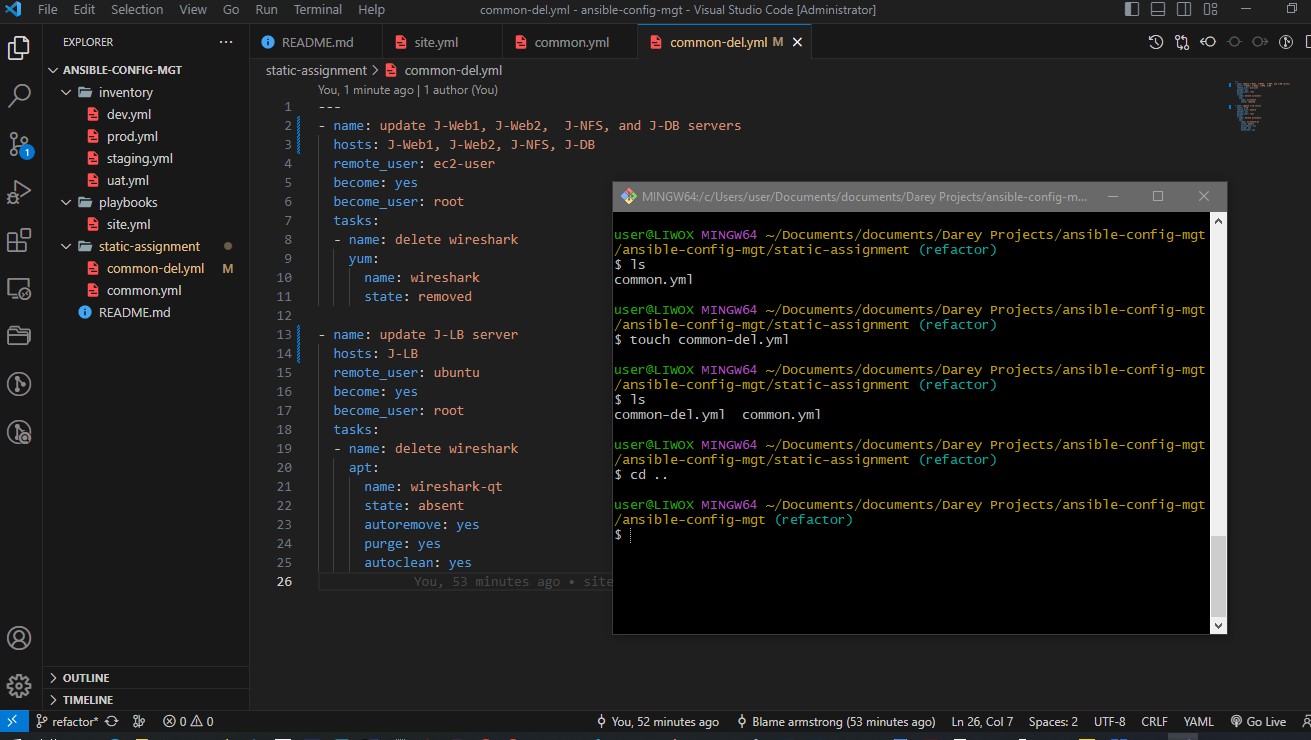 File Edit Selection View Go Run Terminal Help common-del.yml - ansible-config-mgt - Visual Studio Code [Administrator]
EXPLORER
ANSIBLE-CONFIG-MGT
inventory
dev.yml
prod.yml
staging.yml
uat.yml
playbooks
site.yml
static-assignment
common-del.yml M
common.yml
README.md
OUTLINE
TIMELINE
1
README.md site.yml common.yml common-del.yml M
static-assignment > common-del.yml
You, 1 minute ago | 1 author (You)
1 ---
2 - name: update J-Web1, J-Web2,  J-NFS, and J-DB servers
3   hosts: J-Web1, J-Web2, J-NFS, J-DB
4   remote_user: ec2-user
5   become: yes
6   become_user: root
7   tasks:
8   - name: delete wireshark
9     yum:
10       name: wireshark
11       state: removed
12
13 - name: update J-LB server
14   hosts: J-LB
15   remote_user: ubuntu
16   become: yes
17   become_user: root
18   tasks:
19   - name: delete wireshark
20     apt:
21       name: wireshark-qt
22       state: absent
23       autoremove: yes
24       purge: yes
25       autoclean: yes
26 You, 53 minutes ago • site
MINGW64:/c/Users/user/Documents/documents/Darey Projects/ansible-config-m...
user@LIWOX MINGW64 ~/Documents/documents/Darey Projects/ansible-config-mgt
/ansible-config-mgt/static-assignment (refactor)
$ ls
common.yml
user@LIWOX MINGW64 ~/Documents/documents/Darey Projects/ansible-config-mgt
/ansible-config-mgt/static-assignment (refactor)
$ touch common-del.yml
user@LIWOX MINGW64 ~/Documents/documents/Darey Projects/ansible-config-mgt
/ansible-config-mgt/static-assignment (refactor)
$ ls
common-del.yml  common.yml
user@LIWOX MINGW64 ~/Documents/documents/Darey Projects/ansible-config-mgt
/ansible-config-mgt/static-assignment (refactor)
$ cd ..
user@LIWOX MINGW64 ~/Documents/documents/Darey Projects/ansible-config-mgt
/ansible-config-mgt (refactor)
$
refactor* 0 0 You, 52 minutes ago Blame armstrong (53 minutes ago) Ln 26, Col 7 Spaces: 2 UTF-8 CRLF YAML Go Live